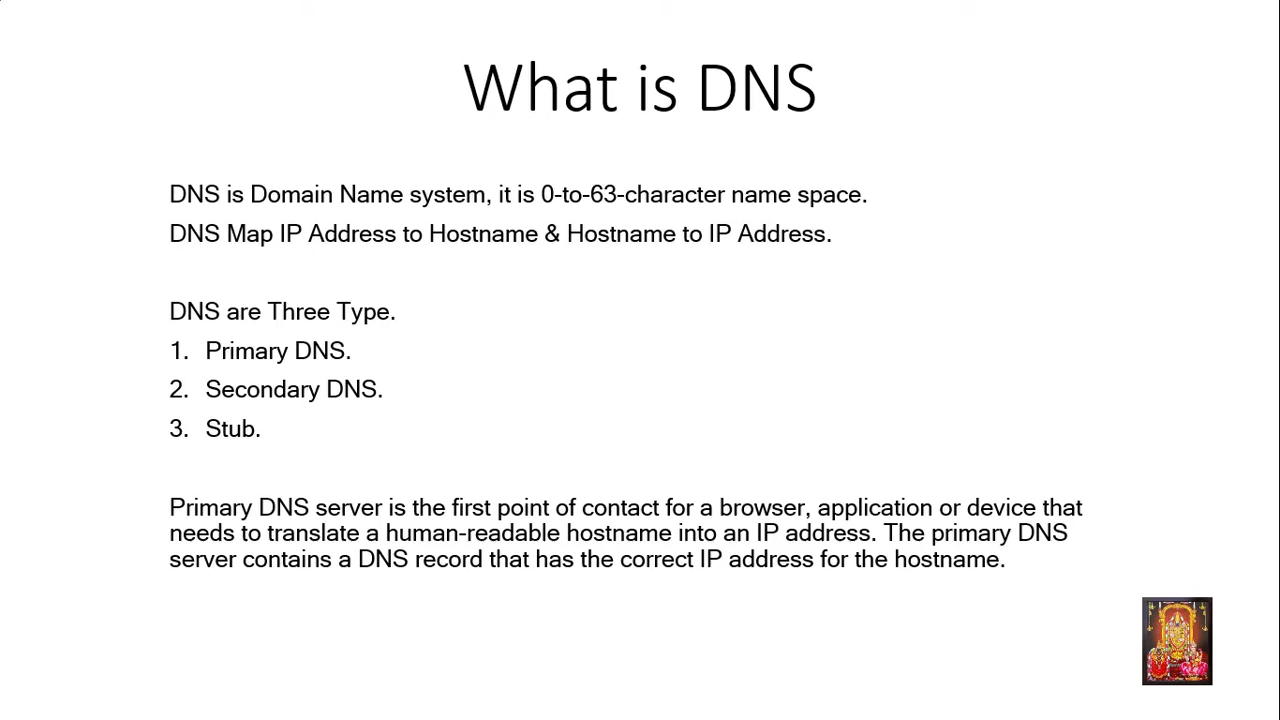 What is DNS
DNS is Domain Name system, it is 0-to-63-character name space.
DNS Map IP Address to Hostname & Hostname to IP Address.
DNS are Three Type.
1. Primary DNS.
2. Secondary DNS.
3. Stub.
Primary DNS server is the first point of contact for a browser, application or device that
needs to translate a human-readable hostname into an IP address. The primary DNS
server contains a DNS record that has the correct IP address for the hostname.